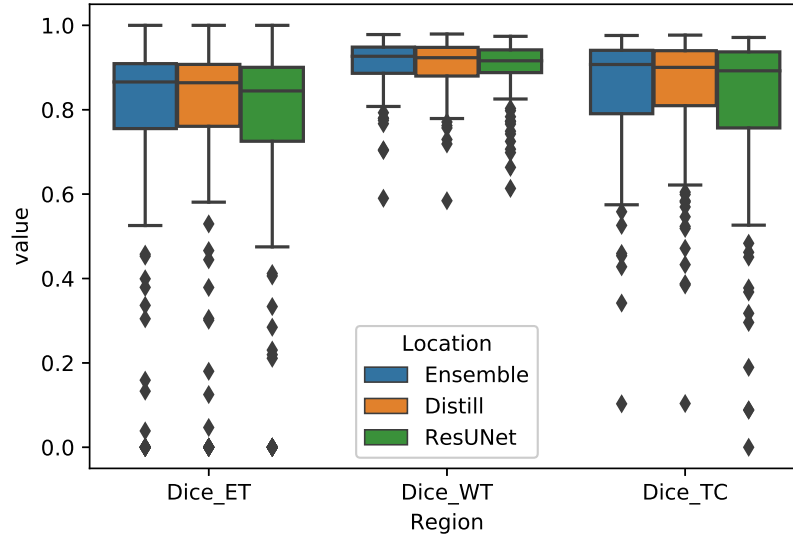 1.0
0.8
0.6
0.4
0.2
0.0
value
Location
Ensemble
Distill
ResUNet
Dice_ET
Dice_WT
Dice_TC
Region